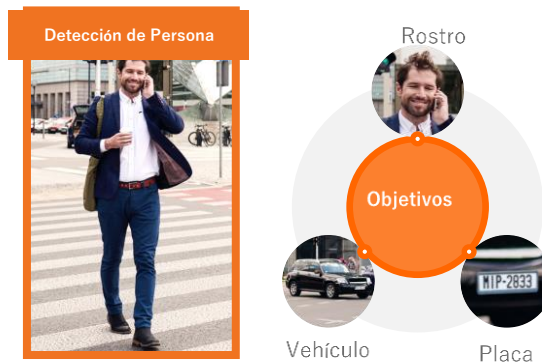 Detección de Persona
Rostro
Objetivos
MIP-2833
Vehículo
Placa